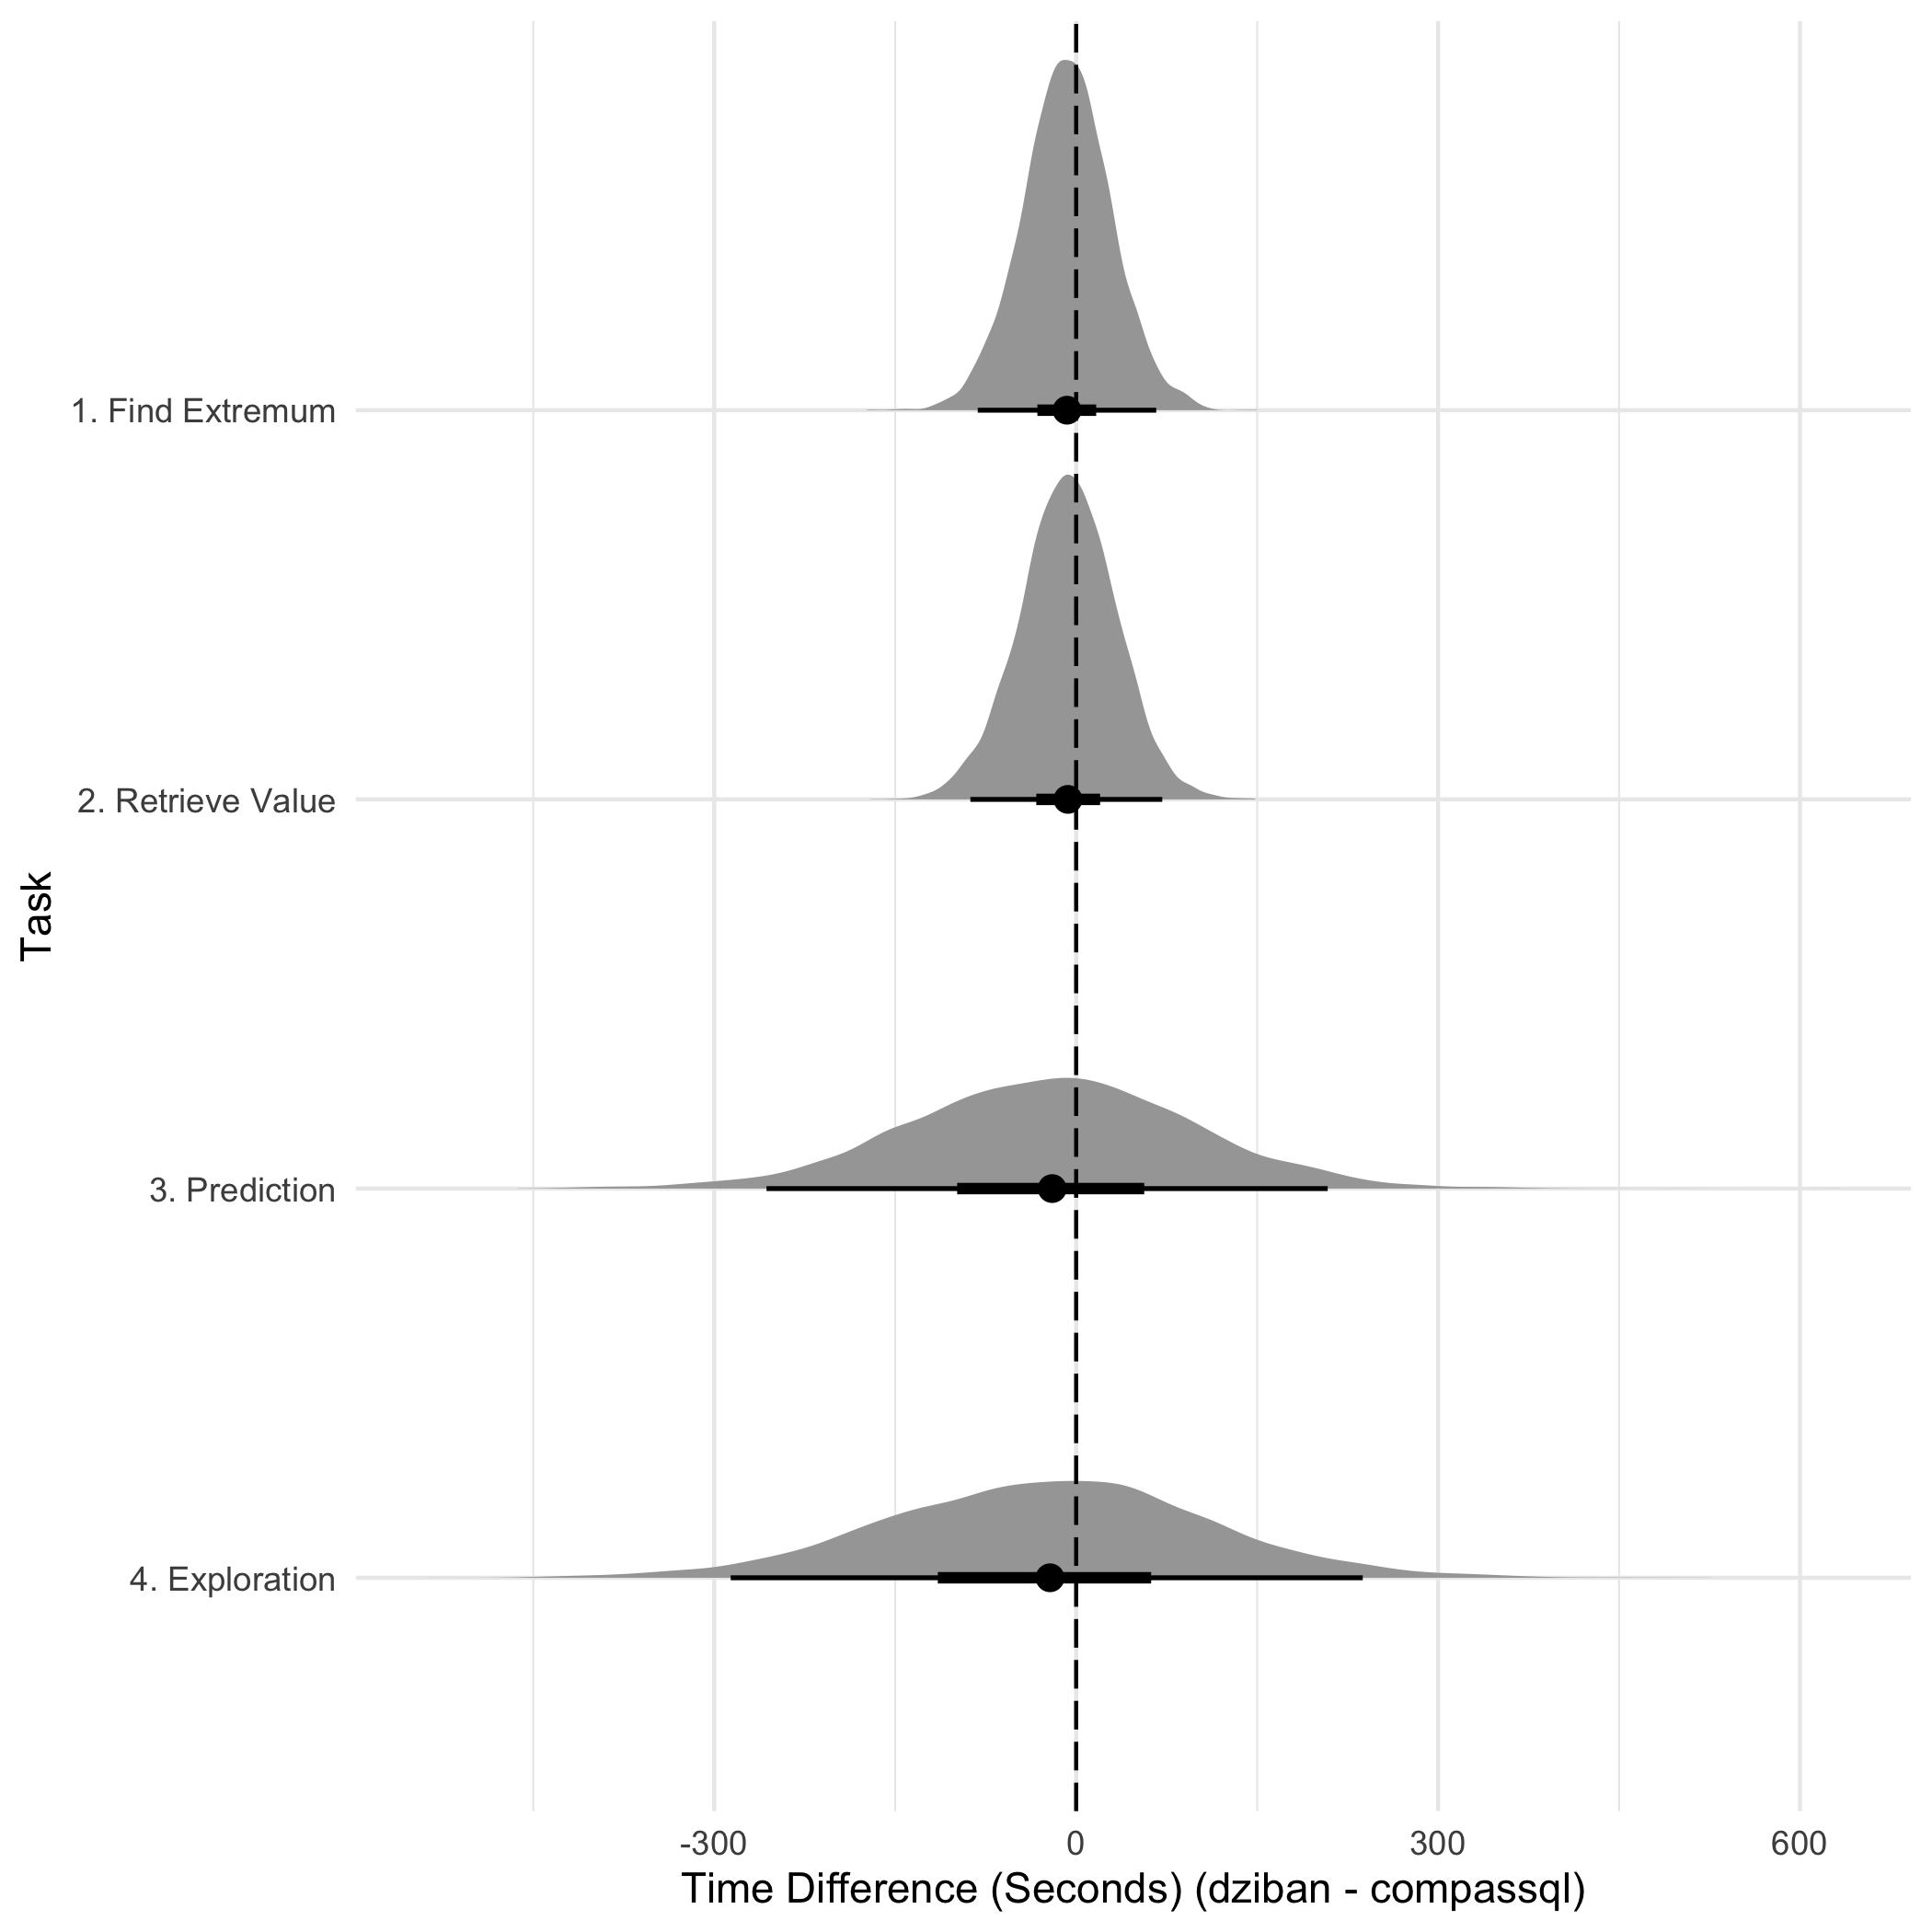 1. Find Extremum
2. Retrieve Value
Task
3. Prediction
4. Exploration
-300 0 300 600
Time Difference (Seconds) (dziban - compassql)